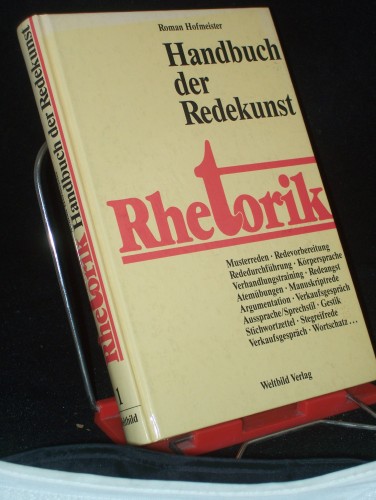 Roman Hofmeister
Handbuch
der
Redekunst
Rhetorik
Musterreden · Redevorbereitung
Rededurchführung · Körpersprache
Verhandlungstraining · Redeangst
Atemübungen · Manuskriptrede
Argumentation · Verkaufsgespräch
Aussprache/Sprechstil · Gestik
Stichwortzettel · Stegreifrede
Verkaufsgespräch · Wortschatz . . .
Weltbild Verlag
Rhetorik Handbuch der Redekunst
1